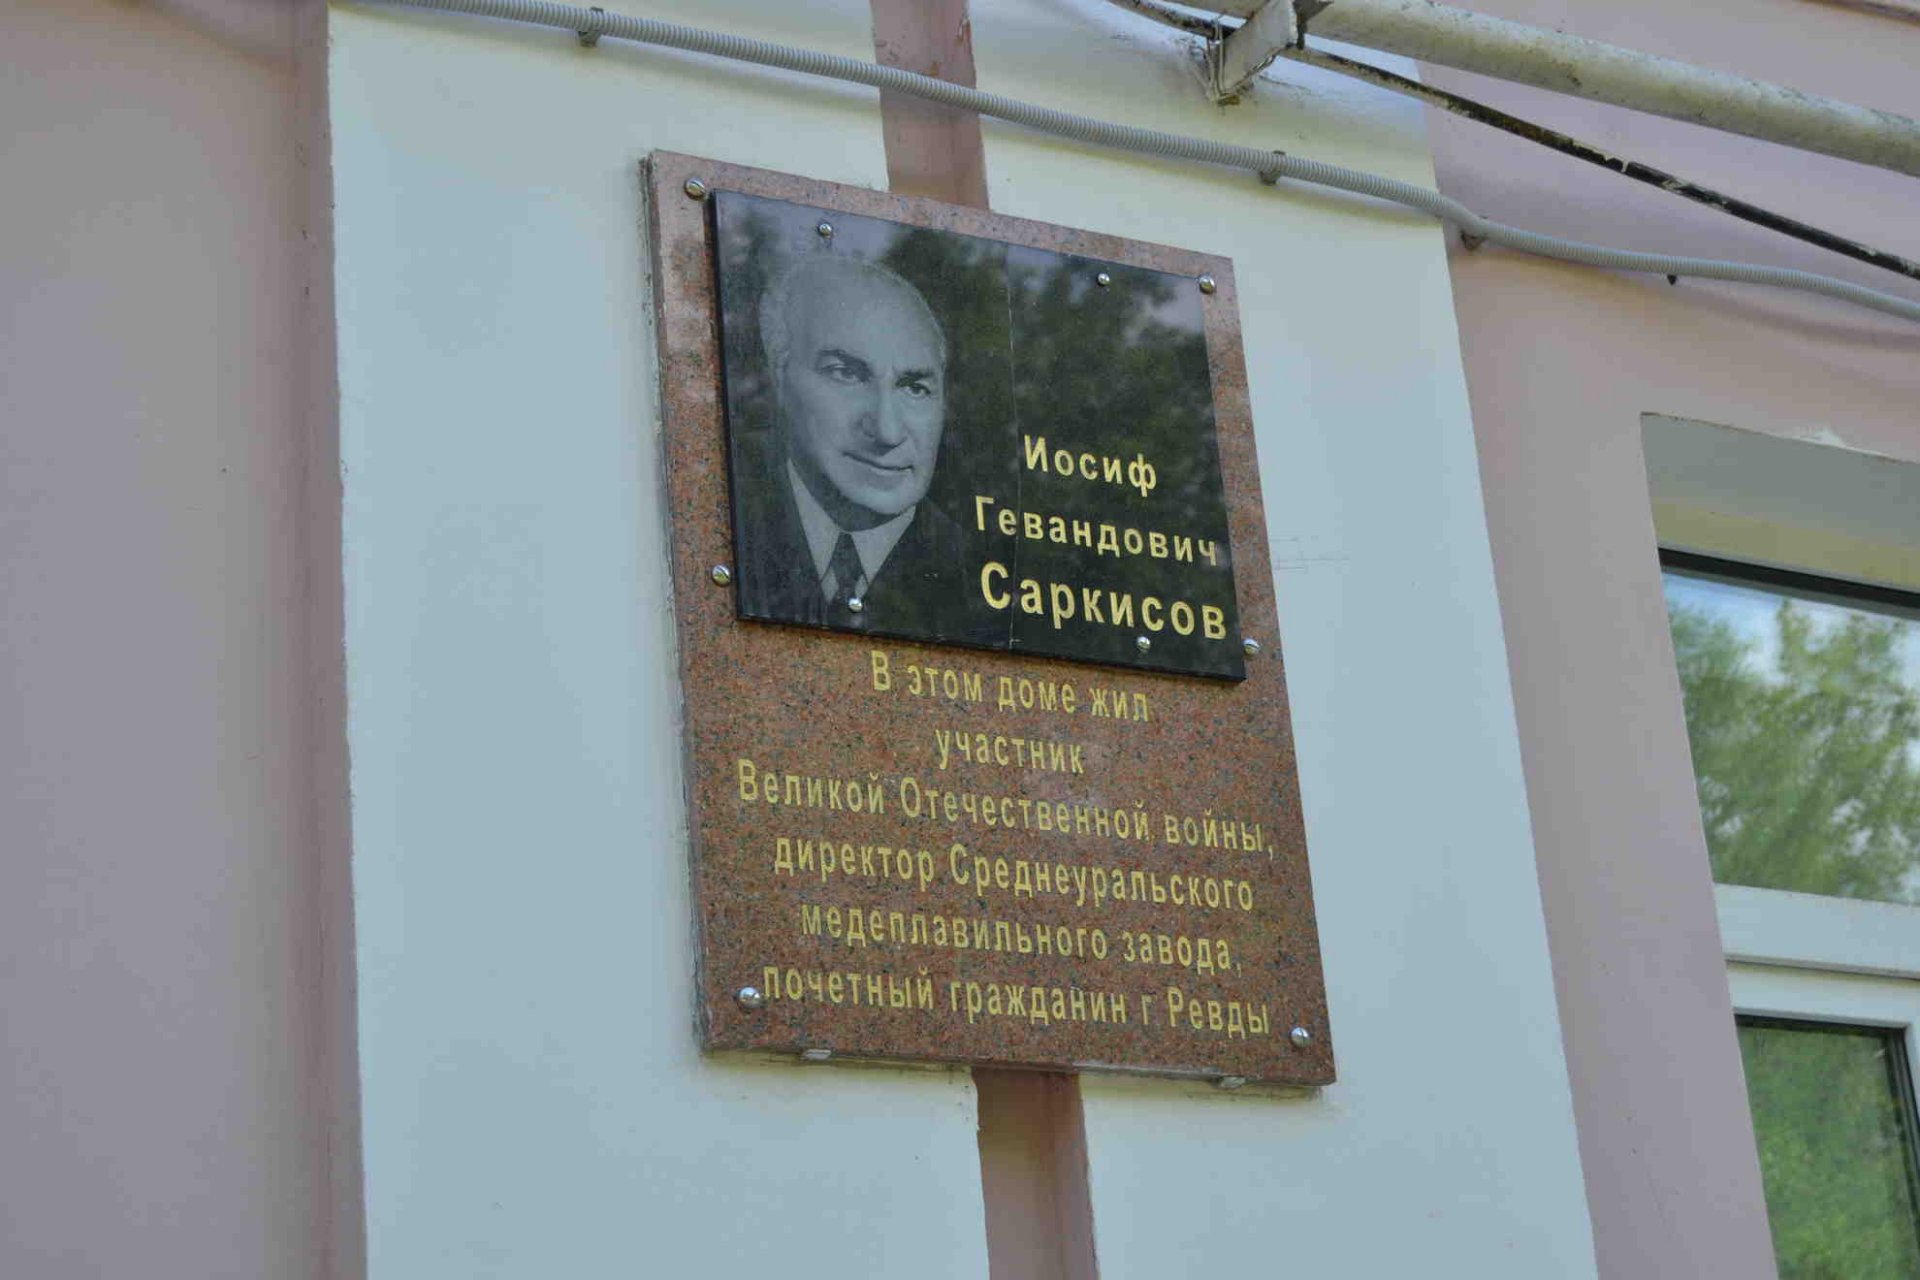 Иосиф
Гевандович
Саркисов
В этом доме жил
участник
Великой Отечественной войны,
директор Среднеуральского
медеплавильного завода,
почетный гражданин г Ревды